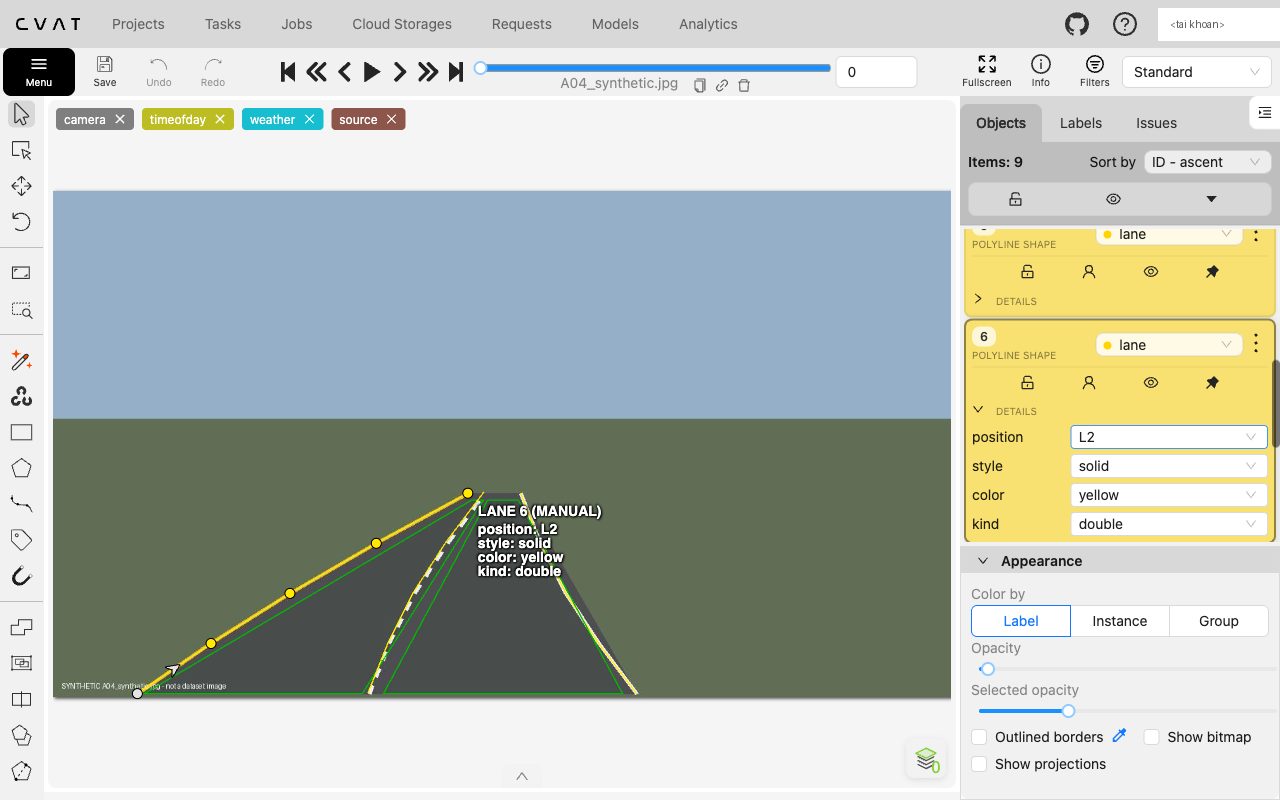 CVAT Projects Tasks Jobs Cloud Storages Requests Models Analytics <tai khoan>
Menu Save Undo Redo A04_synthetic.jpg 0 Fullscreen Info Filters Standard
camera timeofday weather source
Objects Labels Issues
Items: 9 Sort by ID - ascent
POLYLINE SHAPE lane
DETAILS
6 lane
POLYLINE SHAPE
DETAILS
position L2
style solid
color yellow
kind double
LANE 6 (MANUAL)
position: L2
style: solid
color: yellow
kind: double
SYNTHETIC A04_synthetic.jpg - not a dataset image
Appearance
Color by
Label Instance Group
Opacity
Selected opacity
Outlined borders Show bitmap
Show projections
0